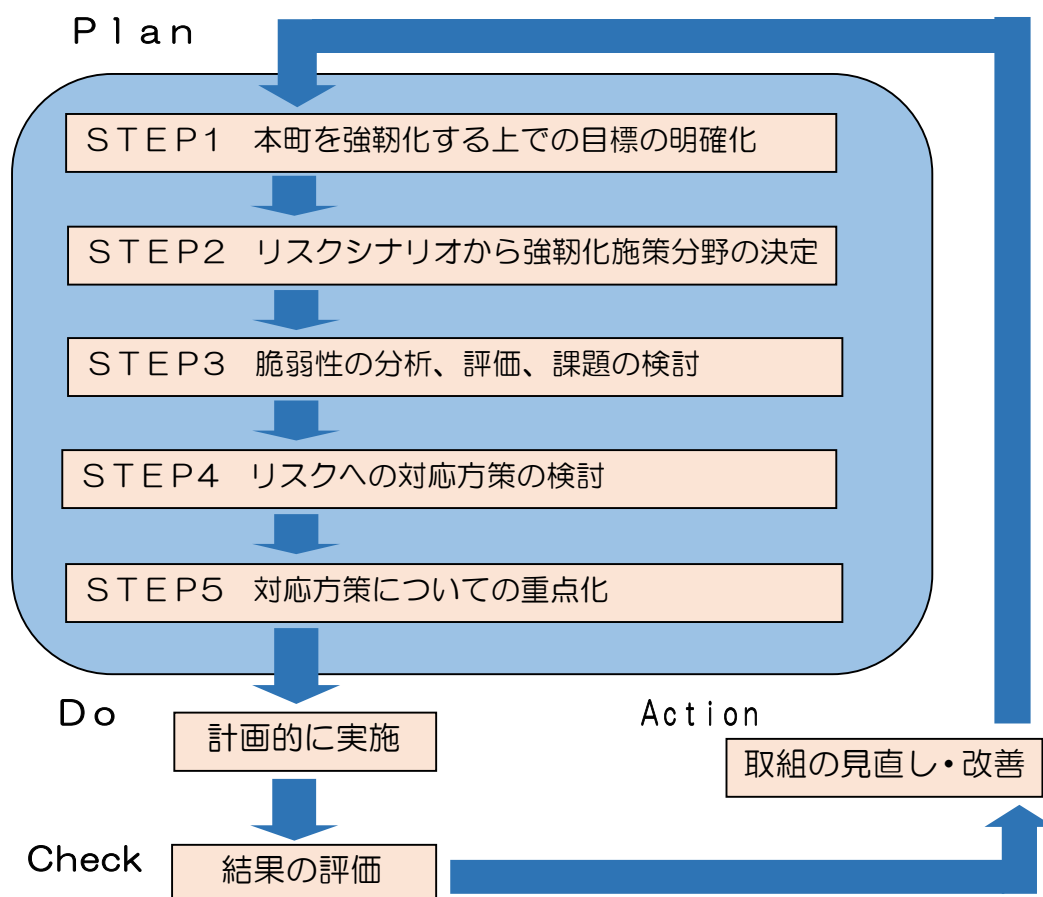 Plan
STEP1 本町を強靭化する上での目標の明確化
STEP2 リスクシナリオから強靭化施策分野の決定
STEP3 脆弱性の分析、評価、課題の検討
STEP4 リスクへの対応方策の検討
STEP5 対応方策についての重点化
Do
計画的に実施
Action
取組の見直し・改善
Check
結果の評価